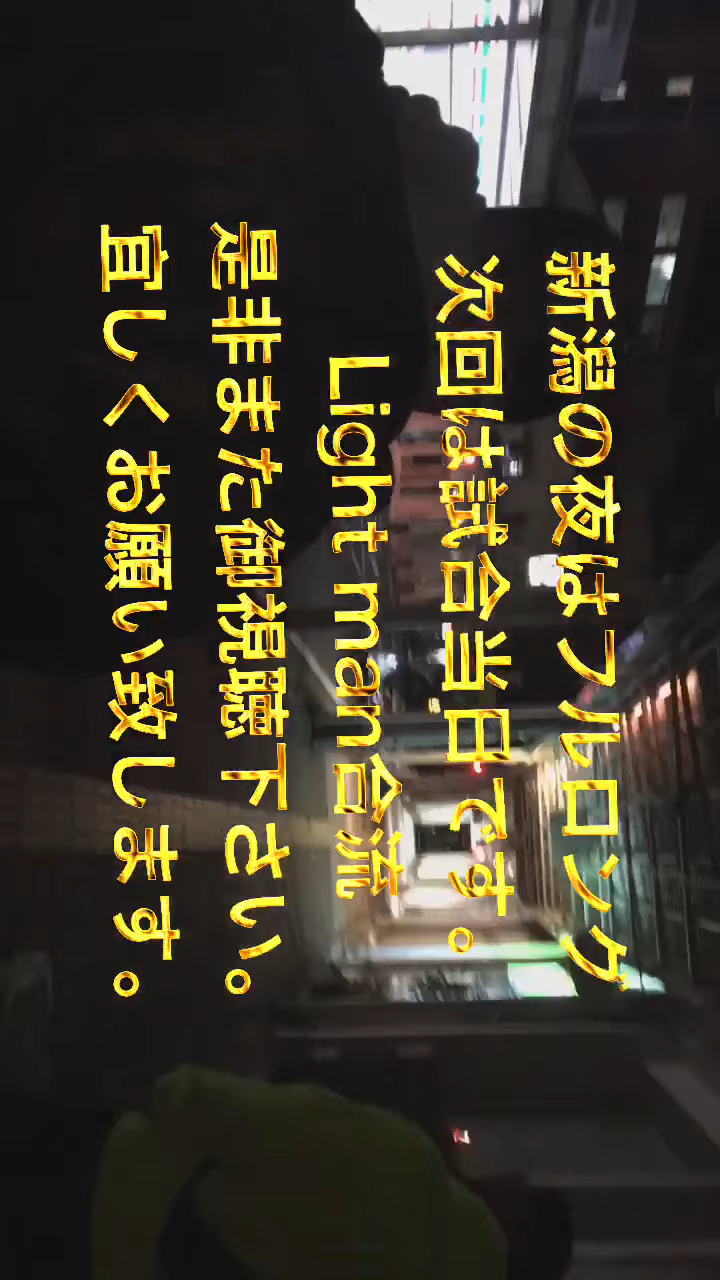 新潟の夜はフルロング
次回は試合当日です。
Light man合流
是非また御視聴下さい。
宜しくお願い致します。